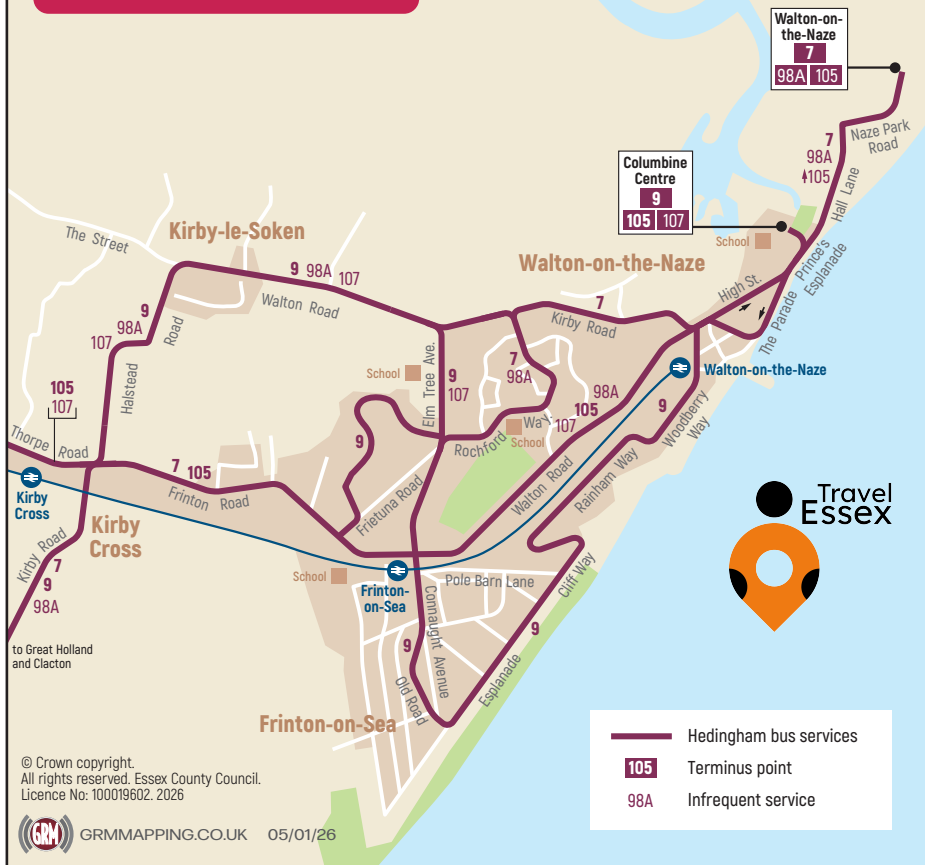 Walton-on-
the-Naze
7
98A 105
Naze Park
Road
7
98A
105
Hall Lane
Columbine
Centre
9
105 107
School
Prince's
Esplanade
The Street
Kirby-le-Soken
9 98A 107
Walton Road
Walton-on-the-Naze
High St.
The Parade
7
Kirby Road
9
98A
107
Road
Halstead
School
Elm Tree Ave.
9
107
7
98A
98A
105
107
Walton-on-the-Naze
9
Woodberry
Way
105
107
Thorpe Road
9
Rochford Way
School
Kirby
Cross
7 105
Frinton Road
Frietuna Road
Walton Road
Rainham Way
Kirby
Cross
Kirby Road
7
9
98A
to Great Holland
and Clacton
School
Frinton-
on-Sea
Pole Barn Lane
Cliff Way
Connaught Avenue
9
Old Road
9
Esplanade
Frinton-on-Sea
Travel
Essex
Hedingham bus services
105 Terminus point
98A Infrequent service
© Crown copyright.
All rights reserved. Essex County Council.
Licence No: 100019602. 2026
GRM GRMMAPPING.CO.UK 05/01/26